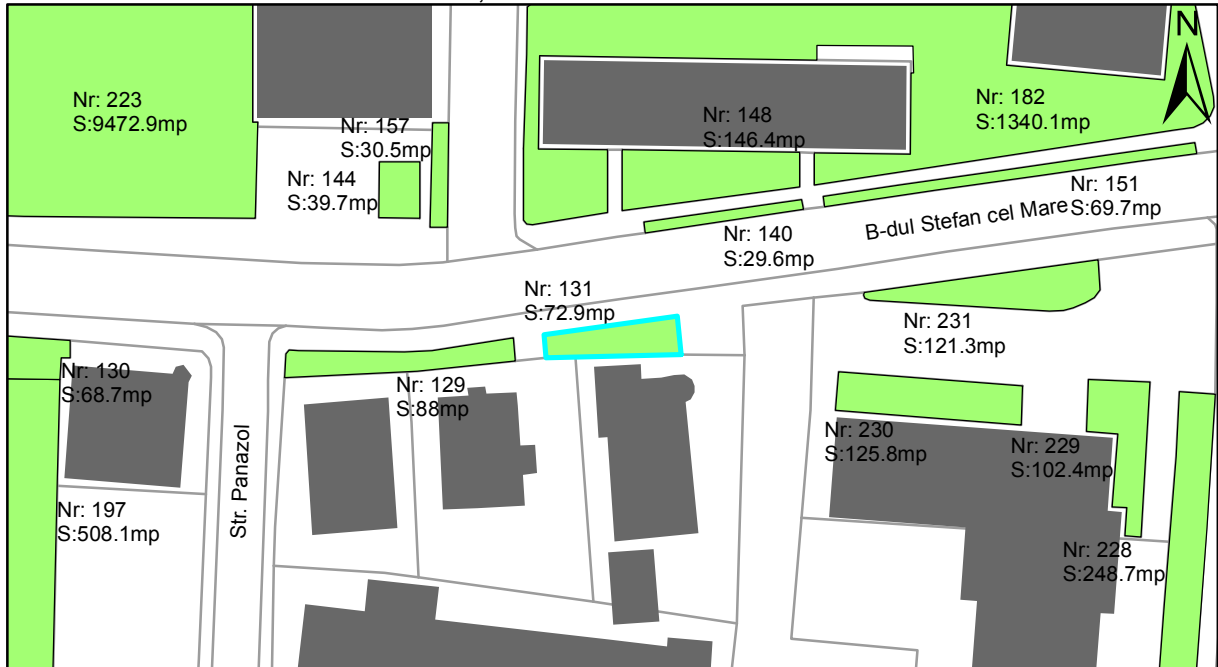 N
Nr: 223
S:9472.9mp
Nr: 157
S:30.5mp
Nr: 144
S:39.7mp
Nr: 148
S:146.4mp
Nr: 182
S:1340.1mp
Nr: 151
S:69.7mp
B-dul Stefan cel Mare
Nr: 140
S:29.6mp
Nr: 131
S:72.9mp
Nr: 231
S:121.3mp
Nr: 130
S:68.7mp
Nr: 129
S:88mp
Nr: 230
S:125.8mp
Nr: 229
S:102.4mp
Str. Panazol
Nr: 197
S:508.1mp
Nr: 228
S:248.7mp